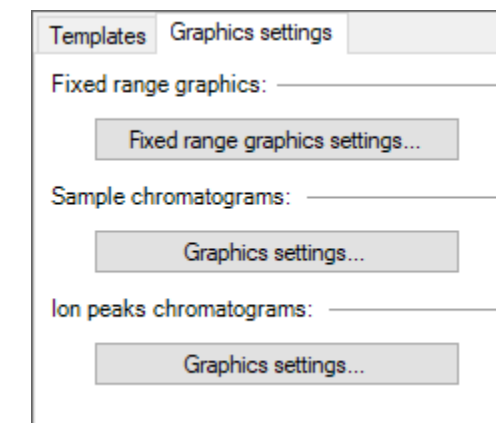 Templates Graphics settings
Fixed range graphics:
Fixed range graphics settings...
Sample chromatograms:
Graphics settings...
Ion peaks chromatograms:
Graphics settings...